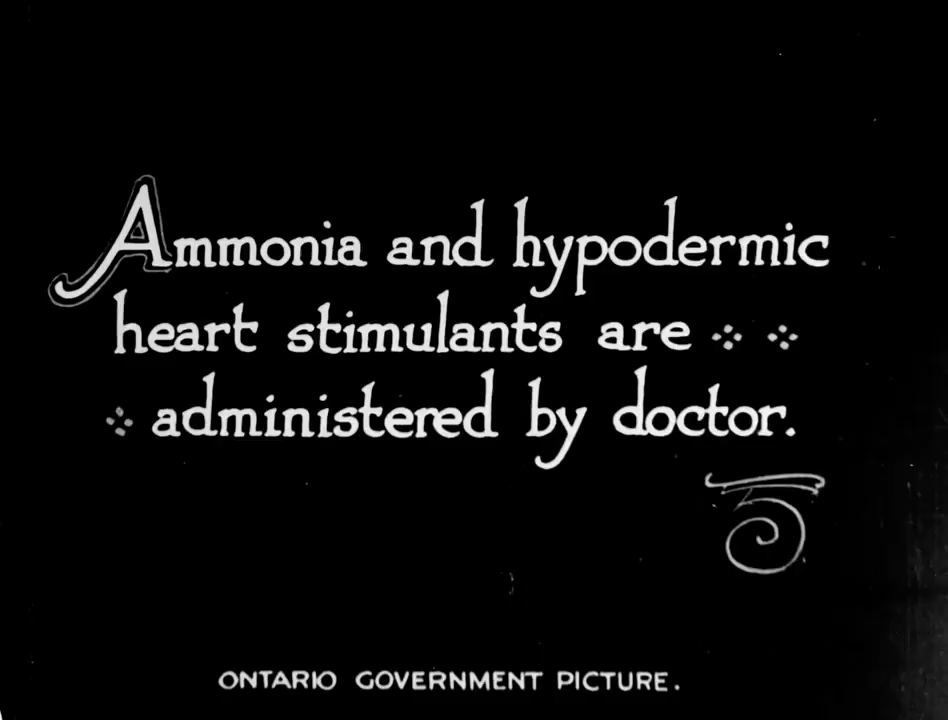 Ammonia and hypodermic
heart stimulants are
administered by doctor.
ONTARIO GOVERNMENT PICTURE.